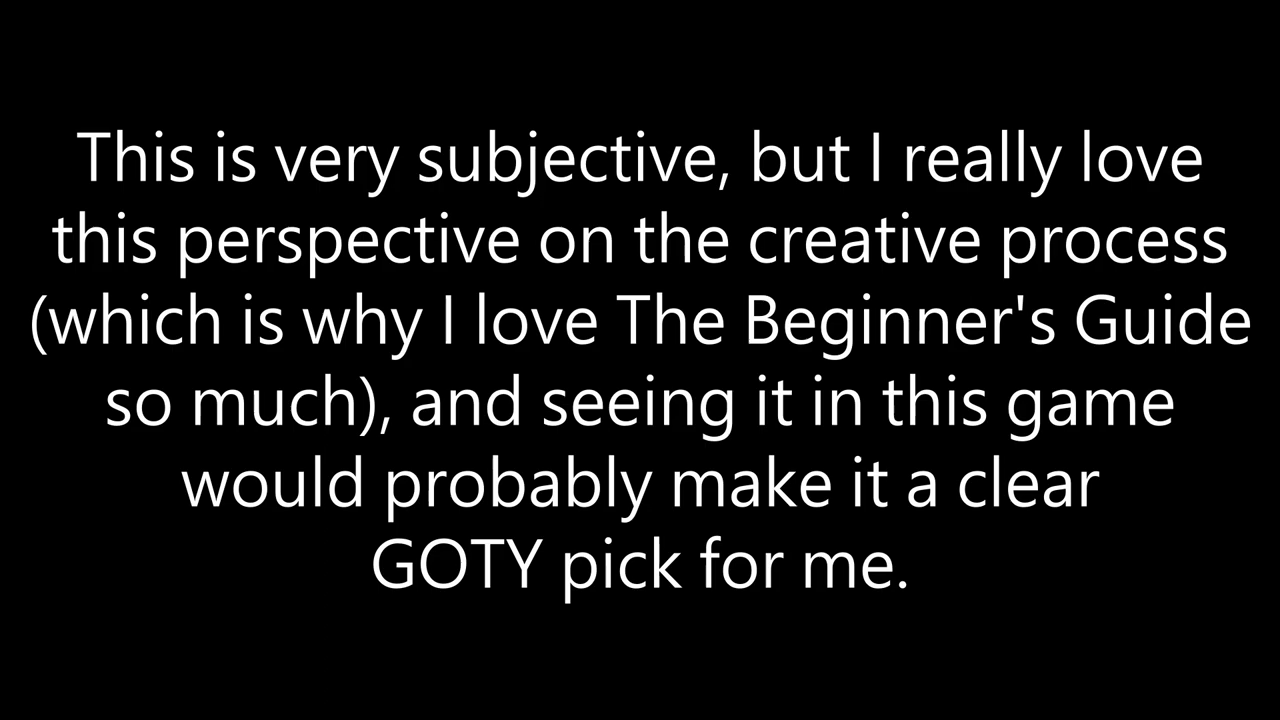 This is very subjective, but I really love
this perspective on the creative process
(which is why I love The Beginner's Guide
so much), and seeing it in this game
would probably make it a clear
GOTY pick for me.